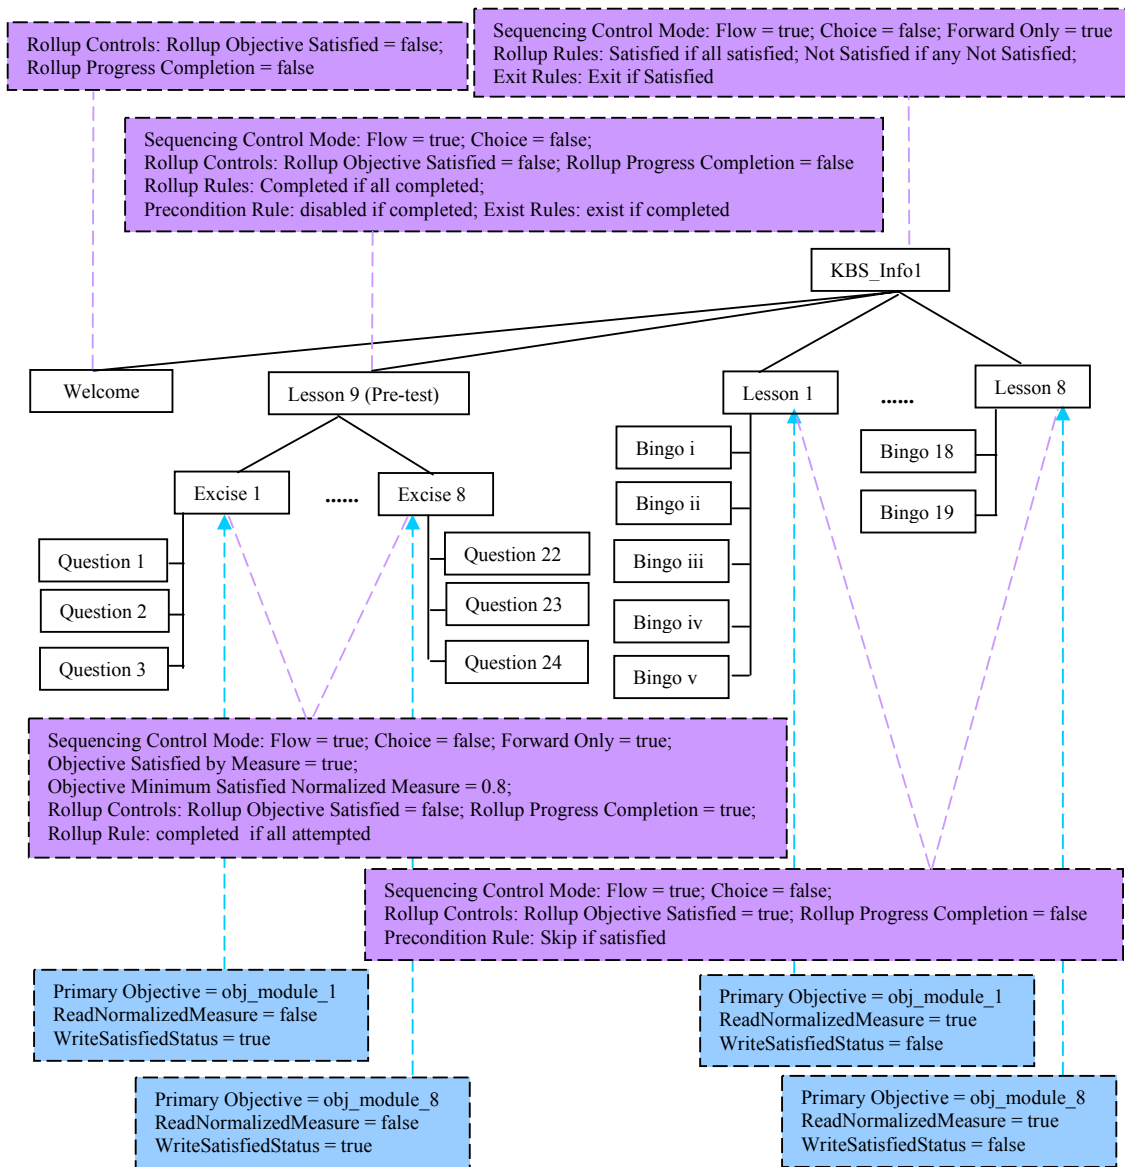 Rollup Controls: Rollup Objective Satisfied = false;
Rollup Progress Completion = false
Sequencing Control Mode: Flow = true; Choice = false; Forward Only = true
Rollup Rules: Satisfied if all satisfied; Not Satisfied if any Not Satisfied;
Exit Rules: Exit if Satisfied
Sequencing Control Mode: Flow = true; Choice = false;
Rollup Controls: Rollup Objective Satisfied = false; Rollup Progress Completion = false
Rollup Rules: Completed if all completed;
Precondition Rule: disabled if completed; Exist Rules: exist if completed
KBS_Info1
Welcome
Lesson 9 (Pre-test)
Lesson 1
......
Lesson 8
Excise 1
......
Excise 8
Question 1
Question 2
Question 3
Question 22
Question 23
Question 24
Bingo i
Bingo ii
Bingo iii
Bingo iv
Bingo v
Bingo 18
Bingo 19
Sequencing Control Mode: Flow = true; Choice = false; Forward Only = true;
Objective Satisfied by Measure = true;
Objective Minimum Satisfied Normalized Measure = 0.8;
Rollup Controls: Rollup Objective Satisfied = false; Rollup Progress Completion = true;
Rollup Rule: completed if all attempted
Sequencing Control Mode: Flow = true; Choice = false;
Rollup Controls: Rollup Objective Satisfied = true; Rollup Progress Completion = false
Precondition Rule: Skip if satisfied
Primary Objective = obj_module_1
ReadNormalizedMeasure = false
WriteSatisfiedStatus = true
Primary Objective = obj_module_8
ReadNormalizedMeasure = false
WriteSatisfiedStatus = true
Primary Objective = obj_module_1
ReadNormalizedMeasure = true
WriteSatisfiedStatus = false
Primary Objective = obj_module_8
ReadNormalizedMeasure = true
WriteSatisfiedStatus = false